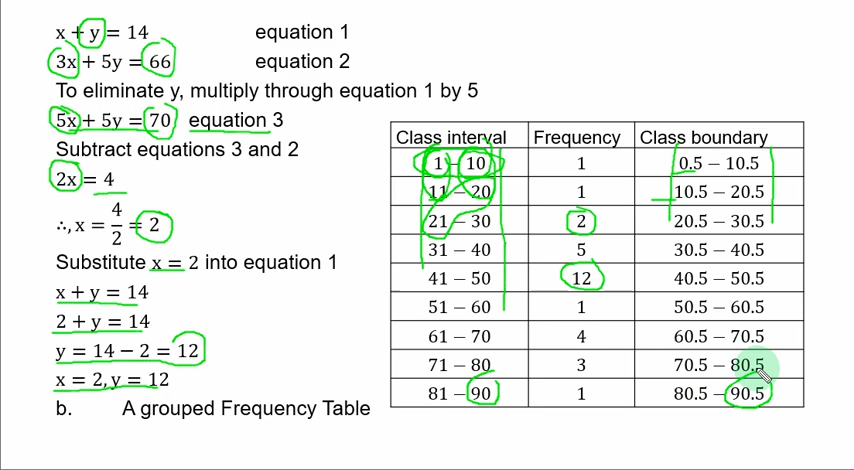 x + y = 14 equation 1
3x + 5y = 66 equation 2
To eliminate y, multiply through equation 1 by 5
5x + 5y = 70 equation 3
Subtract equations 3 and 2
2x = 4
∴, x = 4/2 = 2
Substitute x = 2 into equation 1
x + y = 14
2 + y = 14
y = 14 − 2 = 12
x = 2, y = 12
b. A grouped Frequency Table
Class interval Frequency Class boundary
1 − 10 1 0.5 − 10.5
11 − 20 1 10.5 − 20.5
21 − 30 2 20.5 − 30.5
31 − 40 5 30.5 − 40.5
41 − 50 12 40.5 − 50.5
51 − 60 1 50.5 − 60.5
61 − 70 4 60.5 − 70.5
71 − 80 3 70.5 − 80.5
81 − 90 1 80.5 − 90.5